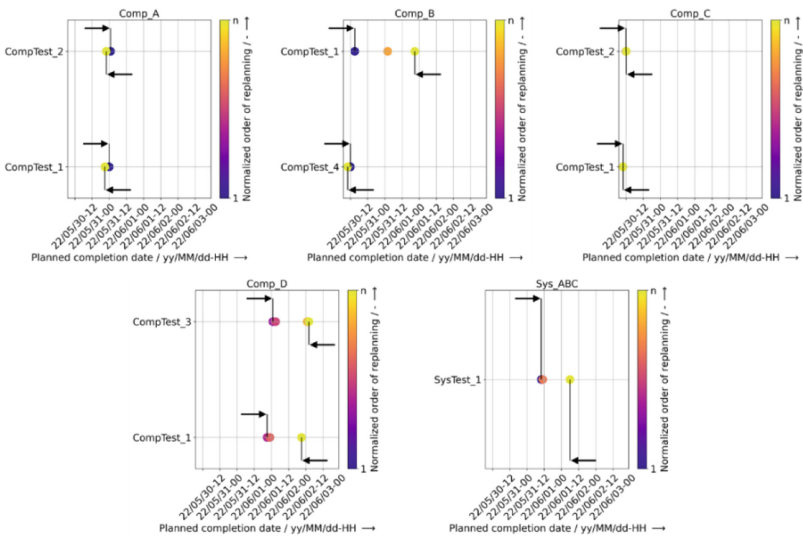 Comp_A
CompTest_2
CompTest_1
22/05/30-12
22/05/31-00
22/05/31-12
22/06/01-00
22/06/01-12
22/06/02-00
22/06/02-12
22/06/03-00
Planned completion date / yy/MM/dd-HH →
n
1
Normalized order of replanning / - →
Comp_B
CompTest_1
CompTest_4
22/05/30-12
22/05/31-00
22/05/31-12
22/06/01-00
22/06/01-12
22/06/02-00
22/06/02-12
22/06/03-00
Planned completion date / yy/MM/dd-HH →
n
1
Normalized order of replanning / - →
Comp_C
CompTest_2
CompTest_1
22/05/30-12
22/05/31-00
22/05/31-12
22/06/01-00
22/06/01-12
22/06/02-00
22/06/02-12
22/06/03-00
Planned completion date / yy/MM/dd-HH →
n
1
Normalized order of replanning / - →
Comp_D
CompTest_3
CompTest_1
22/05/30-12
22/05/31-00
22/05/31-12
22/06/01-00
22/06/01-12
22/06/02-00
22/06/02-12
22/06/03-00
Planned completion date / yy/MM/dd-HH →
n
1
Normalized order of replanning / - →
Sys_ABC
SysTest_1
22/05/30-12
22/05/31-00
22/05/31-12
22/06/01-00
22/06/01-12
22/06/02-00
22/06/02-12
22/06/03-00
Planned completion date / yy/MM/dd-HH →
n
1
Normalized order of replanning / - →